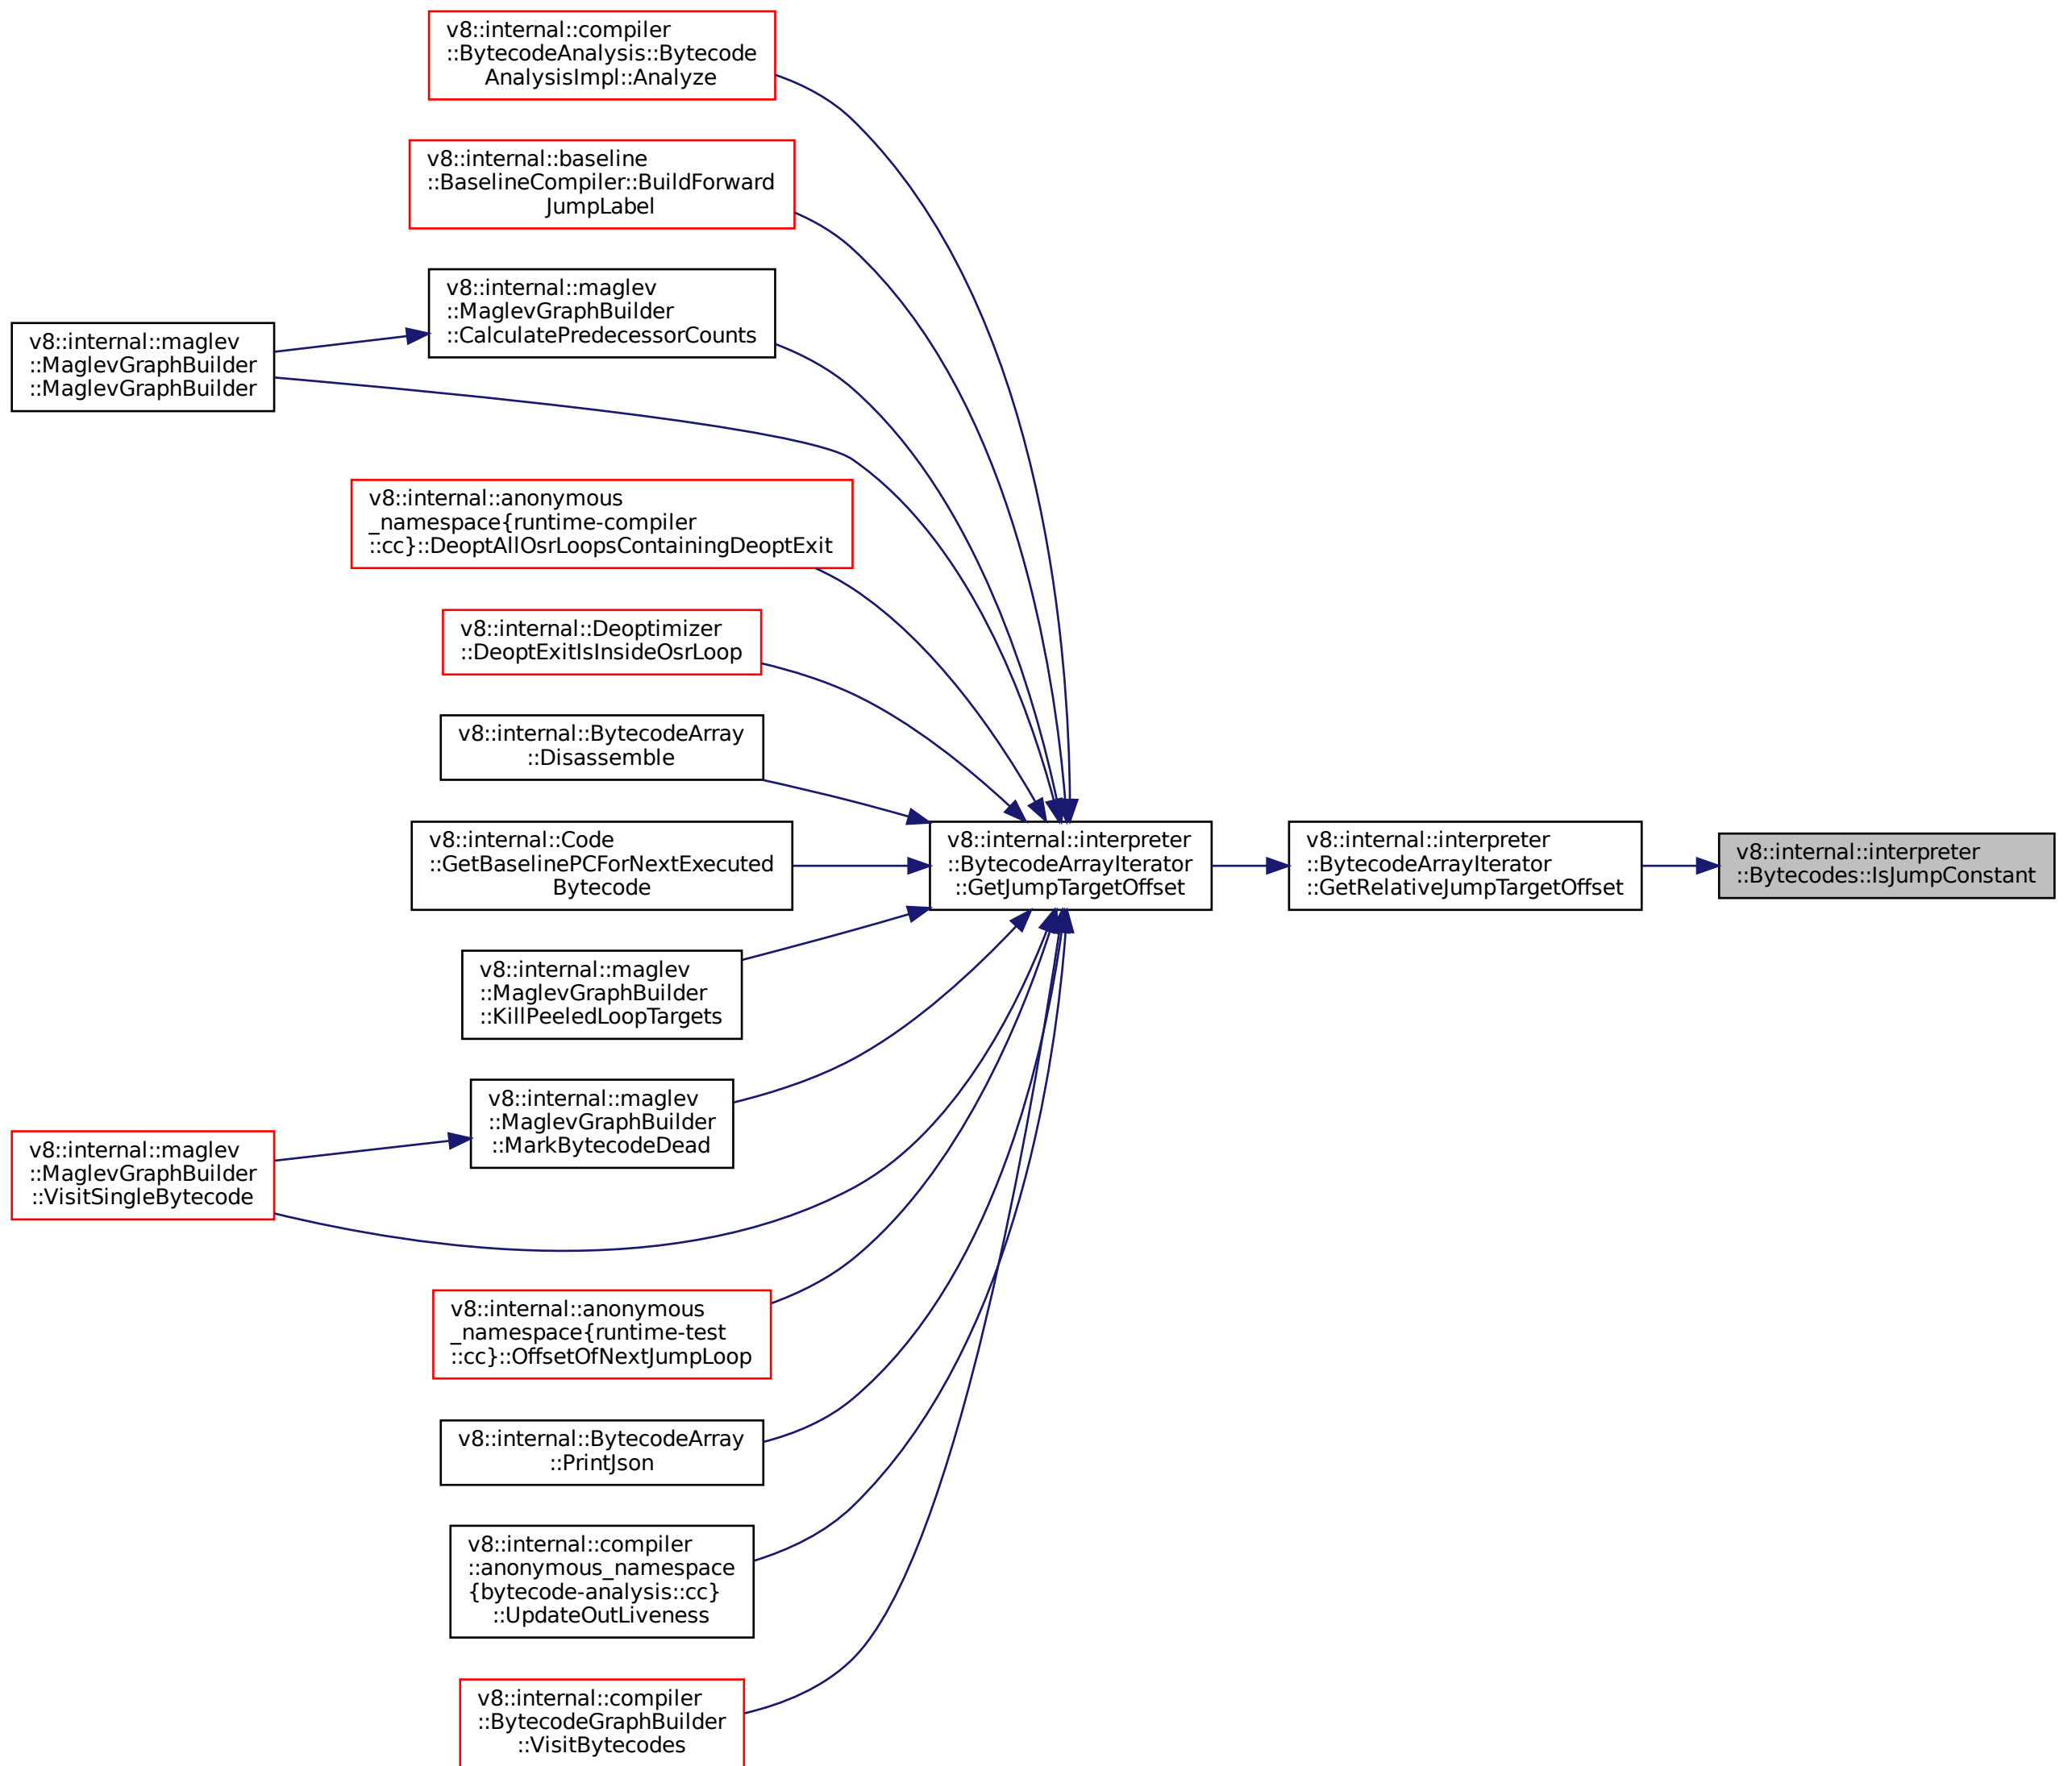 v8::internal::compiler
::BytecodeAnalysis::Bytecode
AnalysisImpl::Analyze
v8::internal::baseline
::BaselineCompiler::BuildForward
JumpLabel
v8::internal::maglev
::MaglevGraphBuilder
::CalculatePredecessorCounts
v8::internal::maglev
::MaglevGraphBuilder
::MaglevGraphBuilder
v8::internal::anonymous
_namespace{runtime-compiler
::cc}::DeoptAllOsrLoopsContainingDeoptExit
v8::internal::Deoptimizer
::DeoptExitIsInsideOsrLoop
v8::internal::BytecodeArray
::Disassemble
v8::internal::Code
::GetBaselinePCForNextExecuted
Bytecode
v8::internal::interpreter
::BytecodeArrayIterator
::GetJumpTargetOffset
v8::internal::interpreter
::BytecodeArrayIterator
::GetRelativeJumpTargetOffset
v8::internal::interpreter
::Bytecodes::IsJumpConstant
v8::internal::maglev
::MaglevGraphBuilder
::KillPeeledLoopTargets
v8::internal::maglev
::MaglevGraphBuilder
::MarkBytecodeDead
v8::internal::maglev
::MaglevGraphBuilder
::VisitSingleBytecode
v8::internal::anonymous
_namespace{runtime-test
::cc}::OffsetOfNextJumpLoop
v8::internal::BytecodeArray
::PrintJson
v8::internal::compiler
::anonymous_namespace
{bytecode-analysis::cc}
::UpdateOutLiveness
v8::internal::compiler
::BytecodeGraphBuilder
::VisitBytecodes